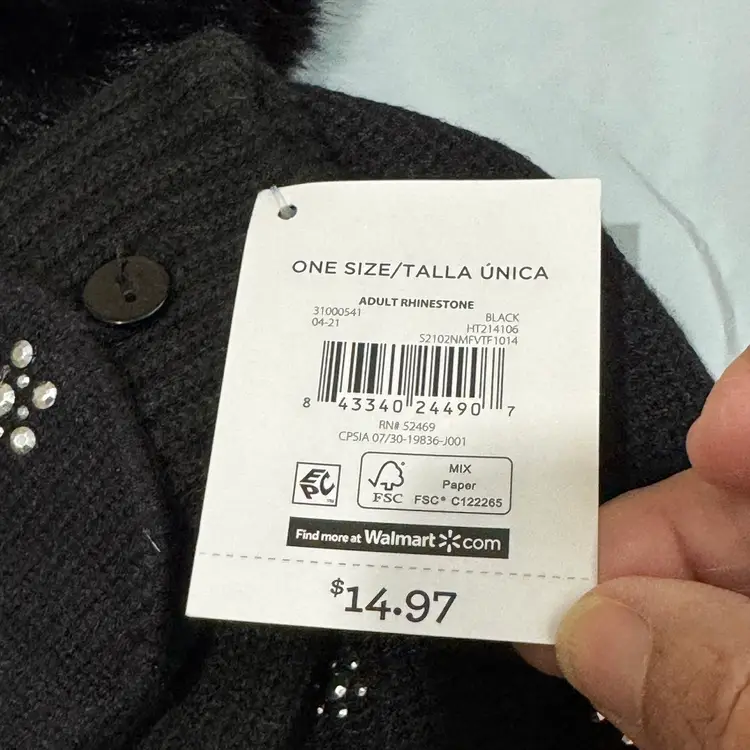 ONE SIZE/TALLA ÚNICA
ADULT RHINESTONE
31000541 BLACK
04-21 HT214106
S2102NMFVTF1014
8 43340 24490 7
RN# 52469
CPSIA 07/30-19836-J001
EPC™
FSC
MIX
Paper
FSC® C122265
Find more at Walmart.com
$14.97